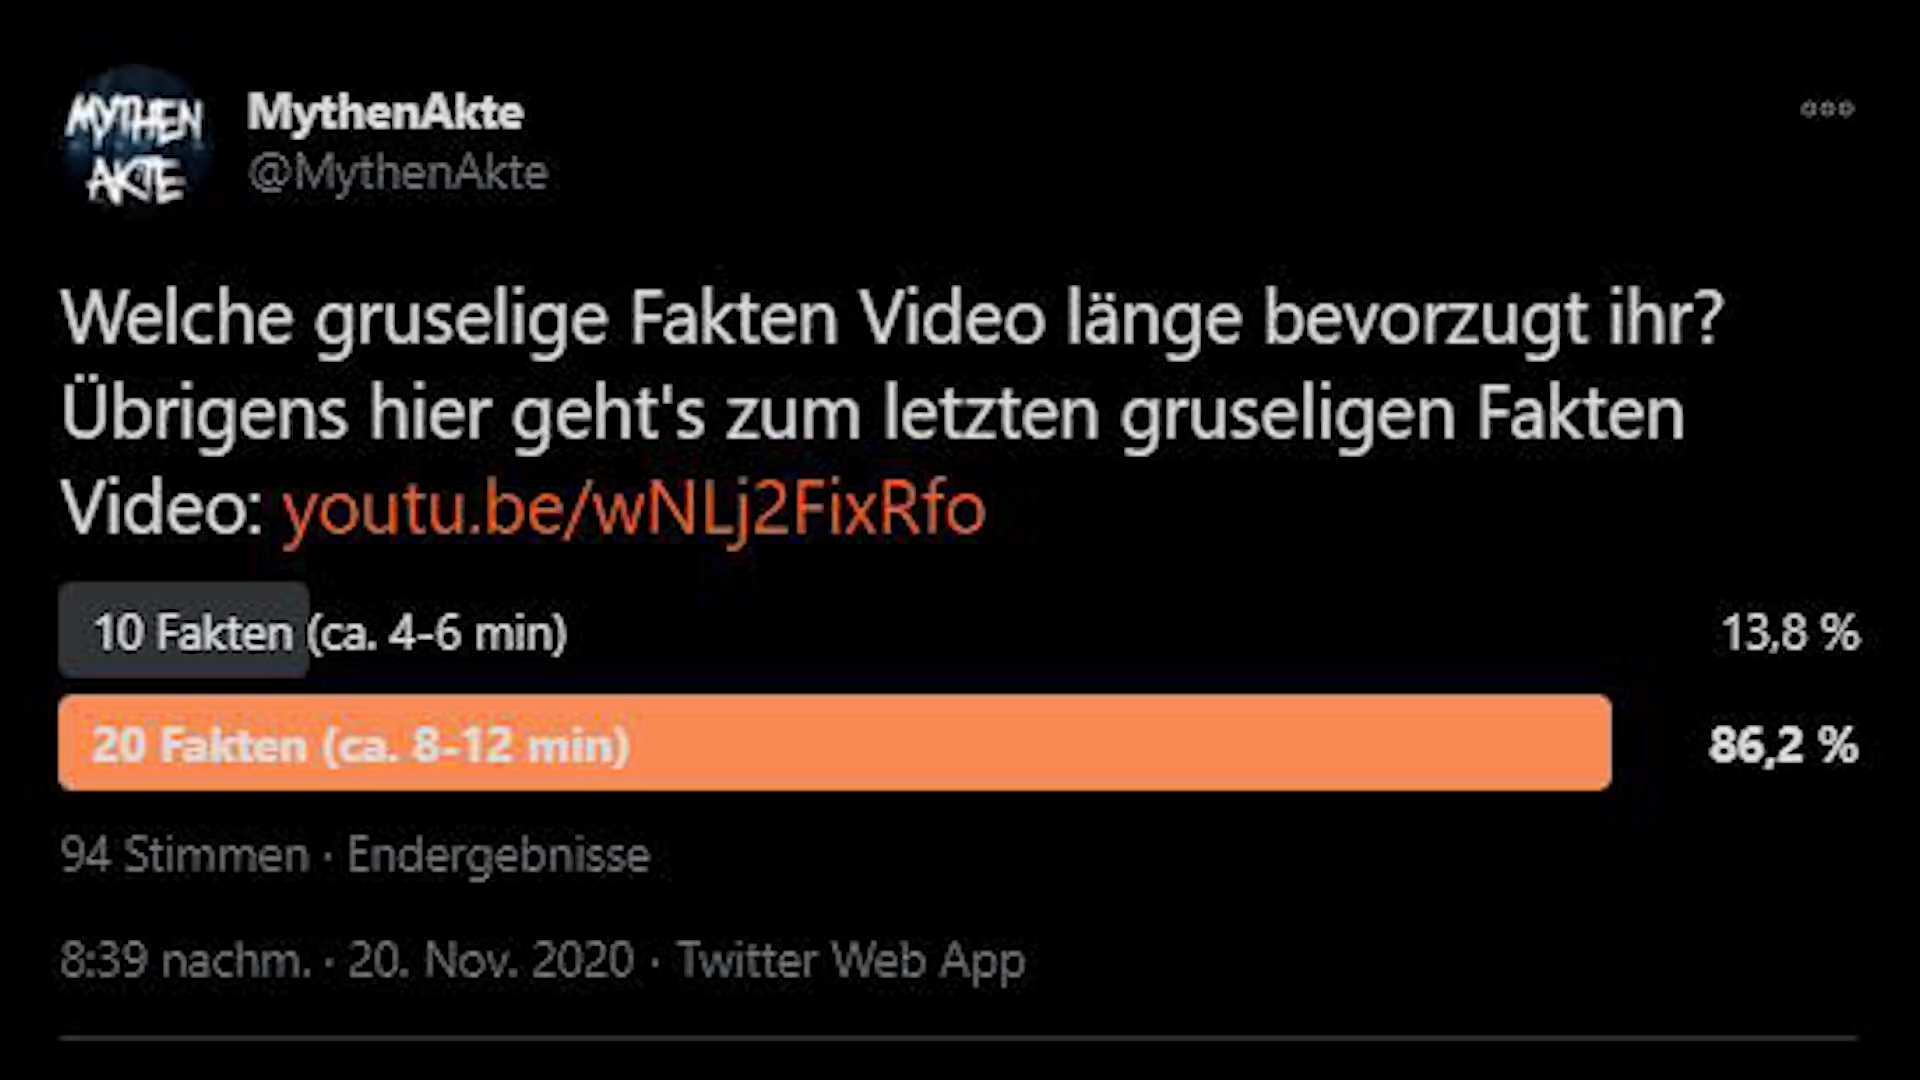 MYTHEN
AKTE
MythenAkte
@MythenAkte
Welche gruselige Fakten Video länge bevorzugt ihr?
Übrigens hier geht's zum letzten gruseligen Fakten
Video: youtu.be/wNLj2FixRfo
10 Fakten (ca. 4-6 min) 13,8 %
20 Fakten (ca. 8-12 min) 86,2 %
94 Stimmen · Endergebnisse
8:39 nachm. · 20. Nov. 2020 · Twitter Web App